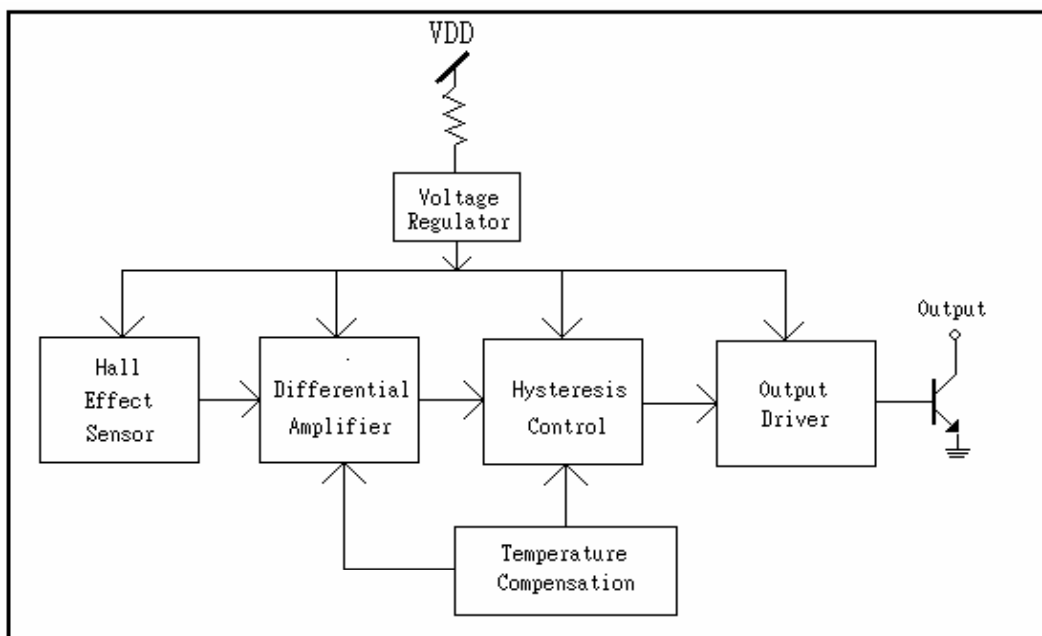 VDD
Voltage
Regulator
Output
Hall
Effect
Sensor
Differential
Amplifier
Hysteresis
Control
Output
Driver
Temperature
Compensation